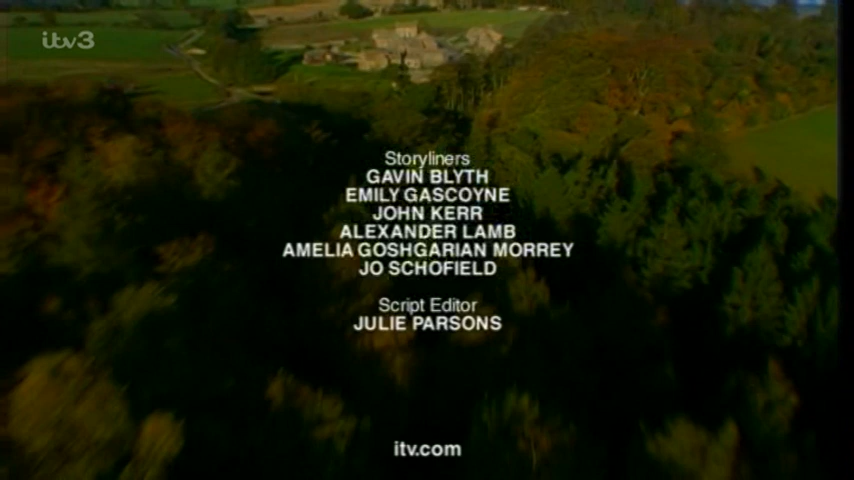 itv3
Storyliners
GAVIN BLYTH
EMILY GASCOYNE
JOHN KERR
ALEXANDER LAMB
AMELIA GOSHGARIAN MORREY
JO SCHOFIELD
Script Editor
JULIE PARSONS
itv.com